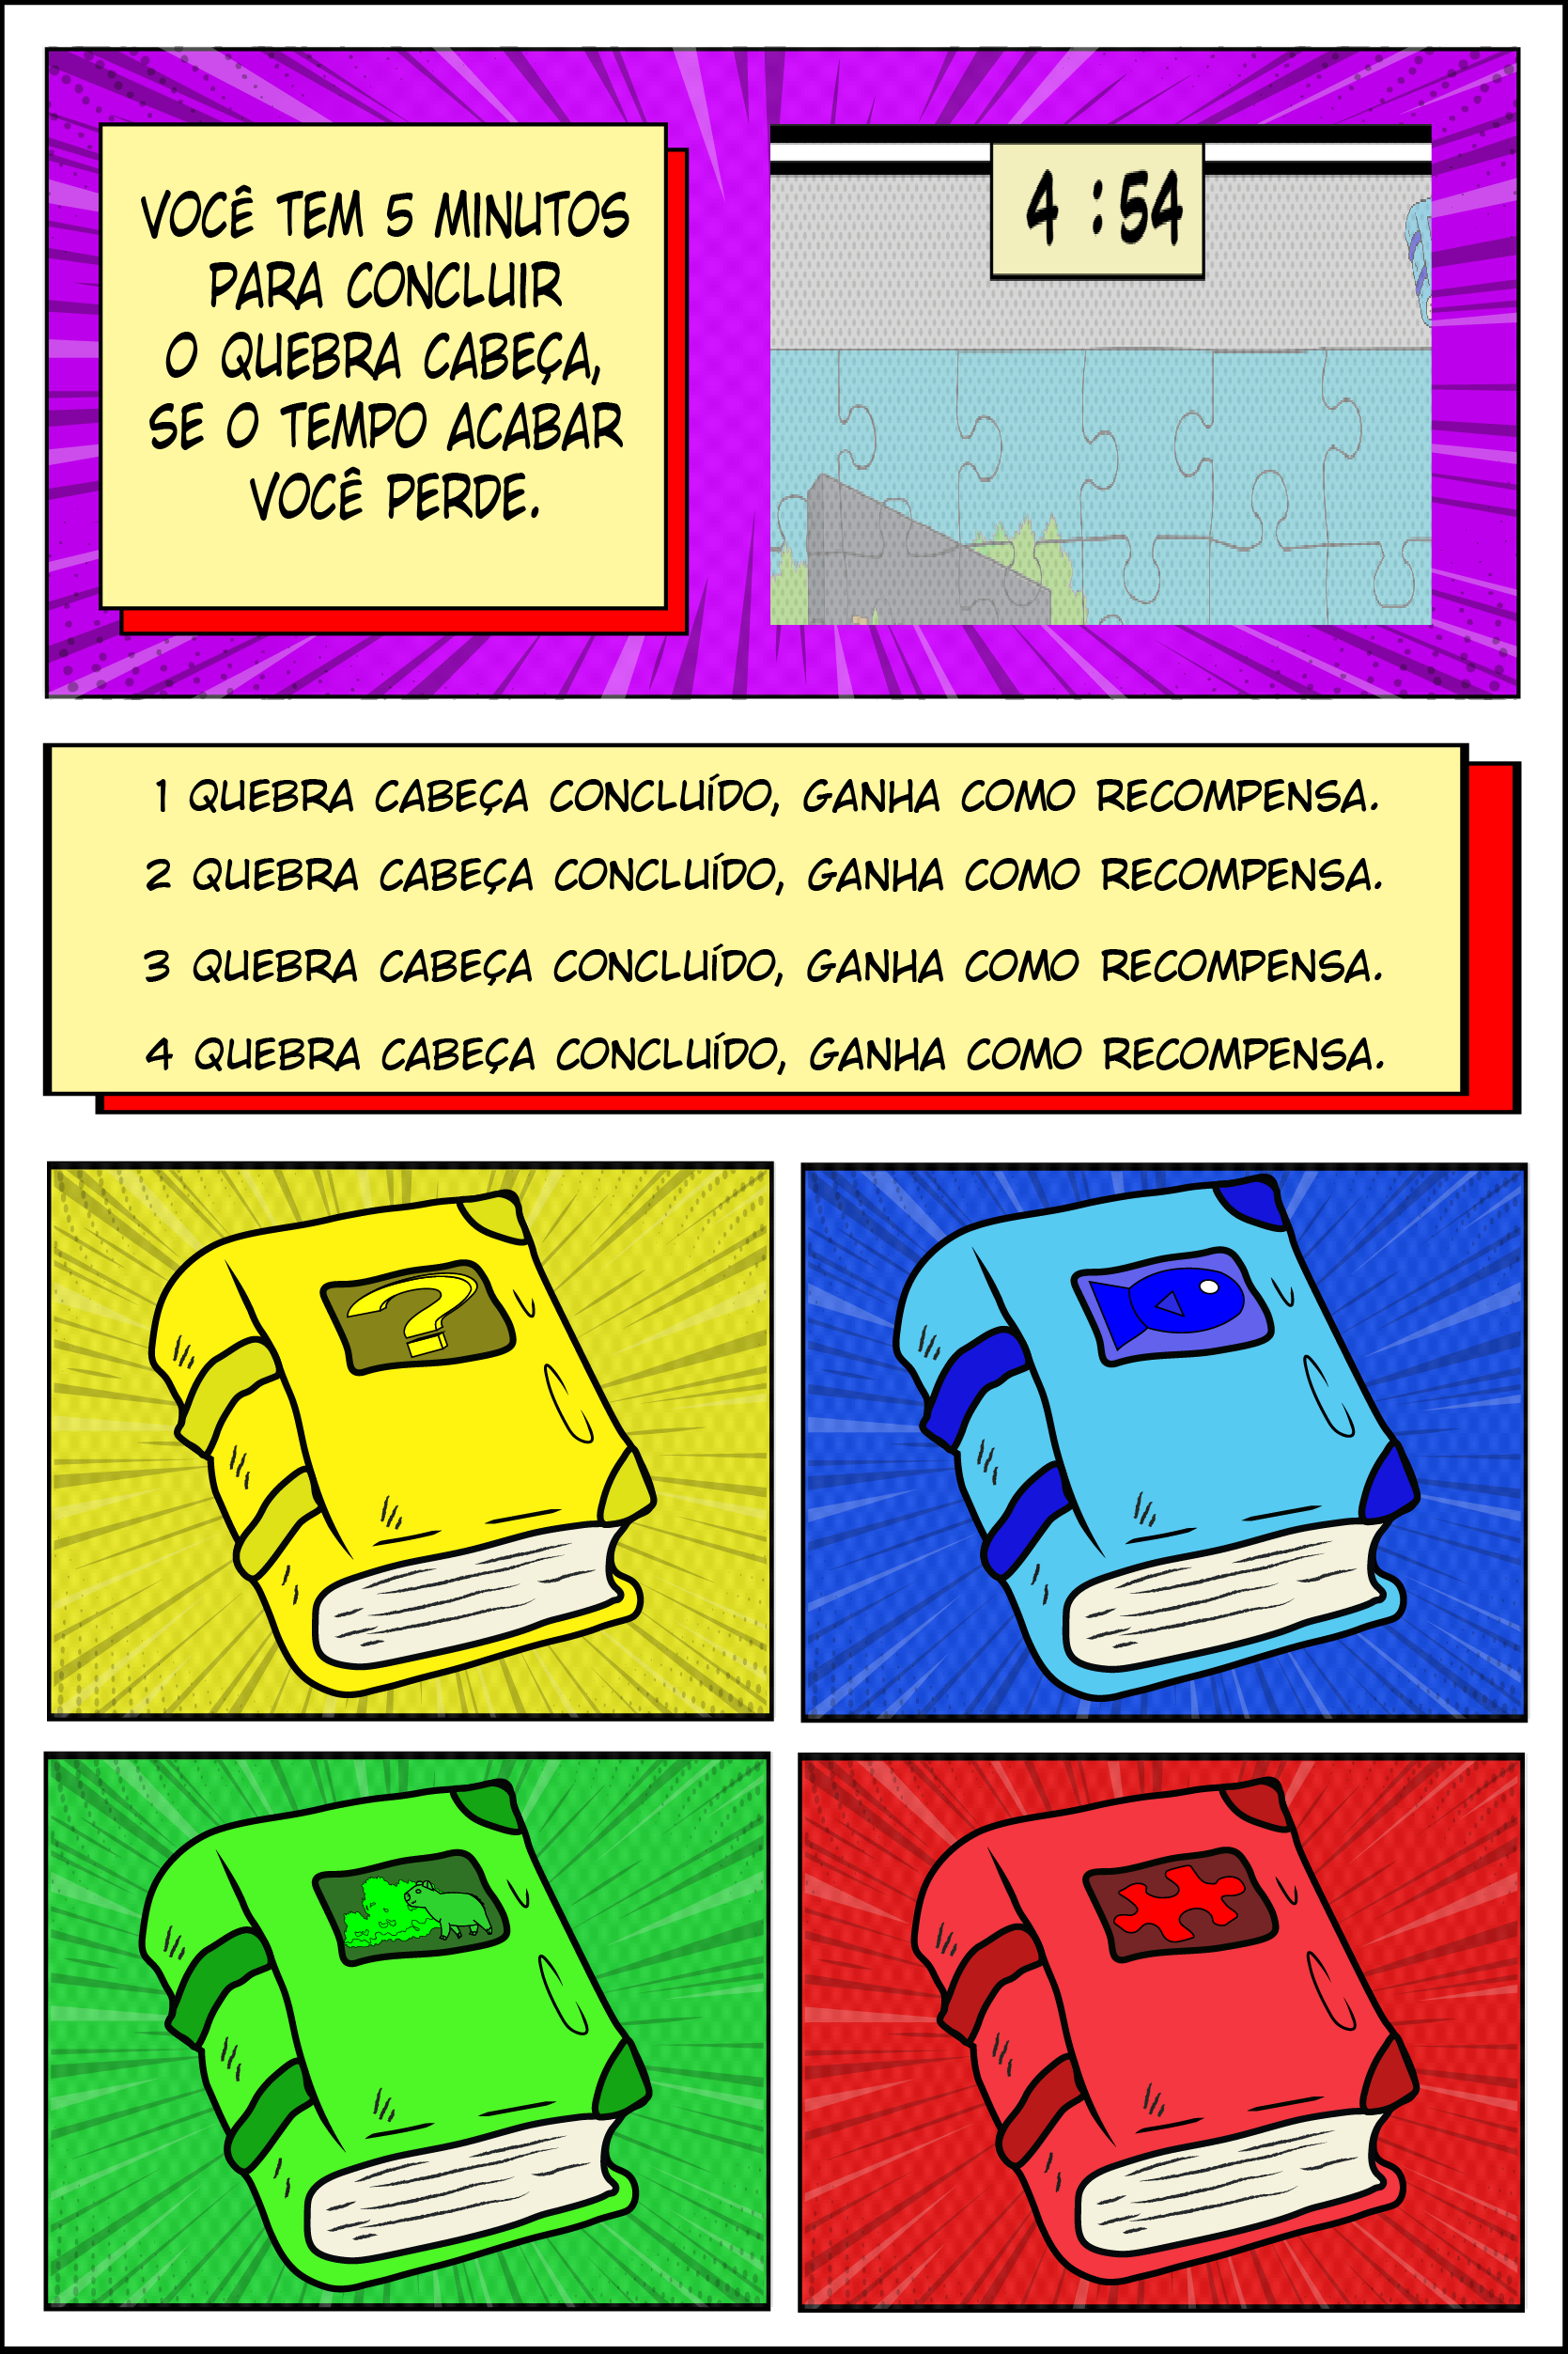 VOCÊ TEM 5 MINUTOS
PARA CONCLUIR
O QUEBRA CABEÇA,
SE O TEMPO ACABAR
VOCÊ PERDE.
4 : 54
1 QUEBRA CABEÇA CONCLUÍDO, GANHA COMO RECOMPENSA.
2 QUEBRA CABEÇA CONCLUÍDO, GANHA COMO RECOMPENSA.
3 QUEBRA CABEÇA CONCLUÍDO, GANHA COMO RECOMPENSA.
4 QUEBRA CABEÇA CONCLUÍDO, GANHA COMO RECOMPENSA.
?